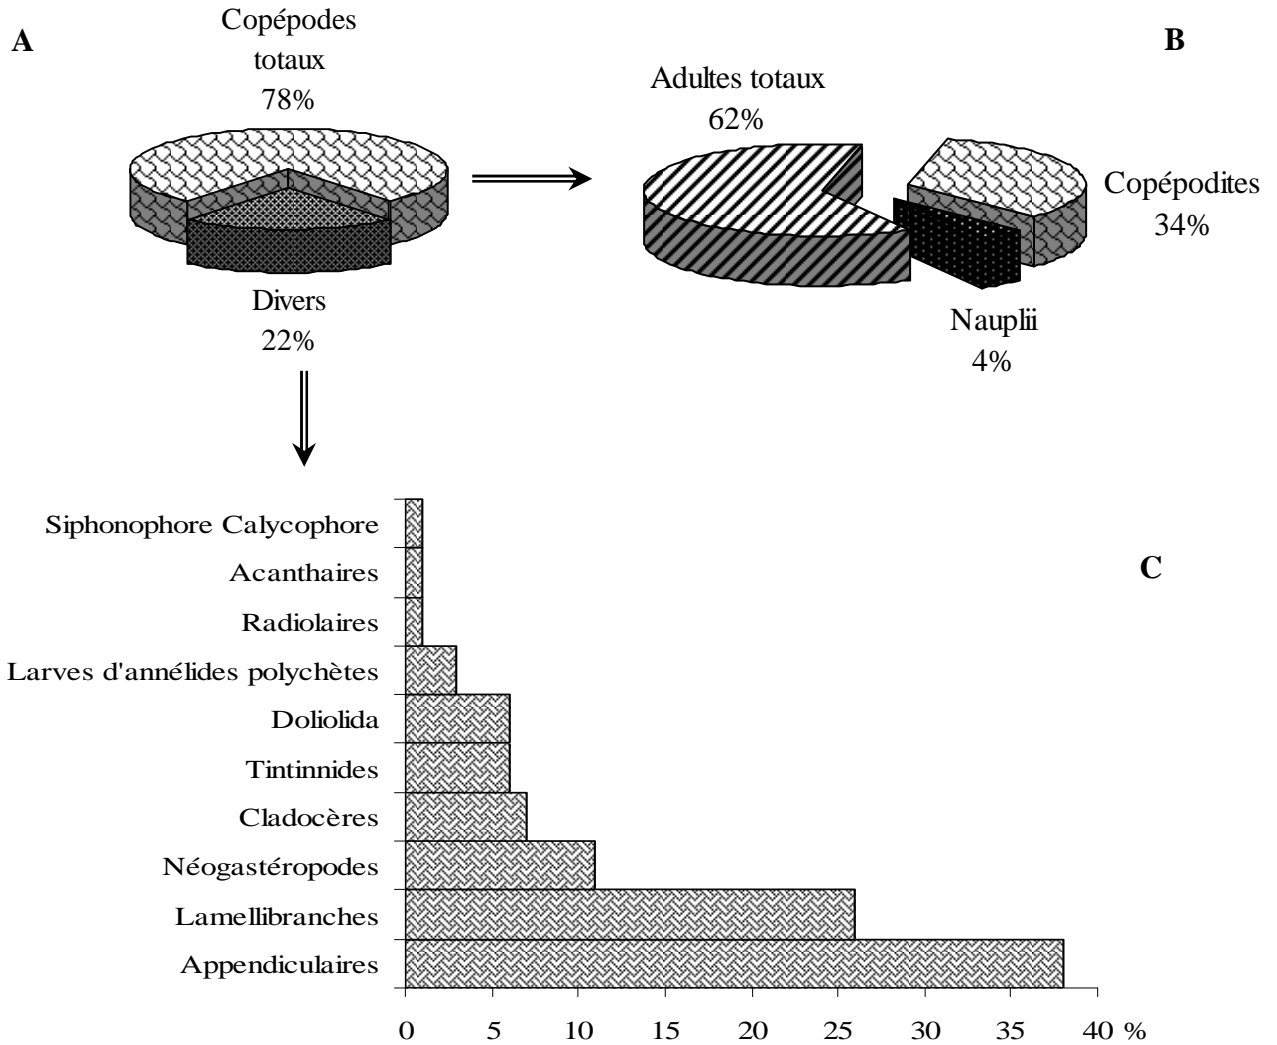 A
Copépodes
totaux
78%
B
Adultes totaux
62%
Copépodites
34%
Divers
22%
Nauplii
4%
Siphonophore Calycophore
C
Acanthaires
Radiolaires
Larves d'annélides polychètes
Doliolida
Tintinnides
Cladocères
Néogastéropodes
Lamellibranches
Appendiculaires
0 5 10 15 20 25 30 35 40 %